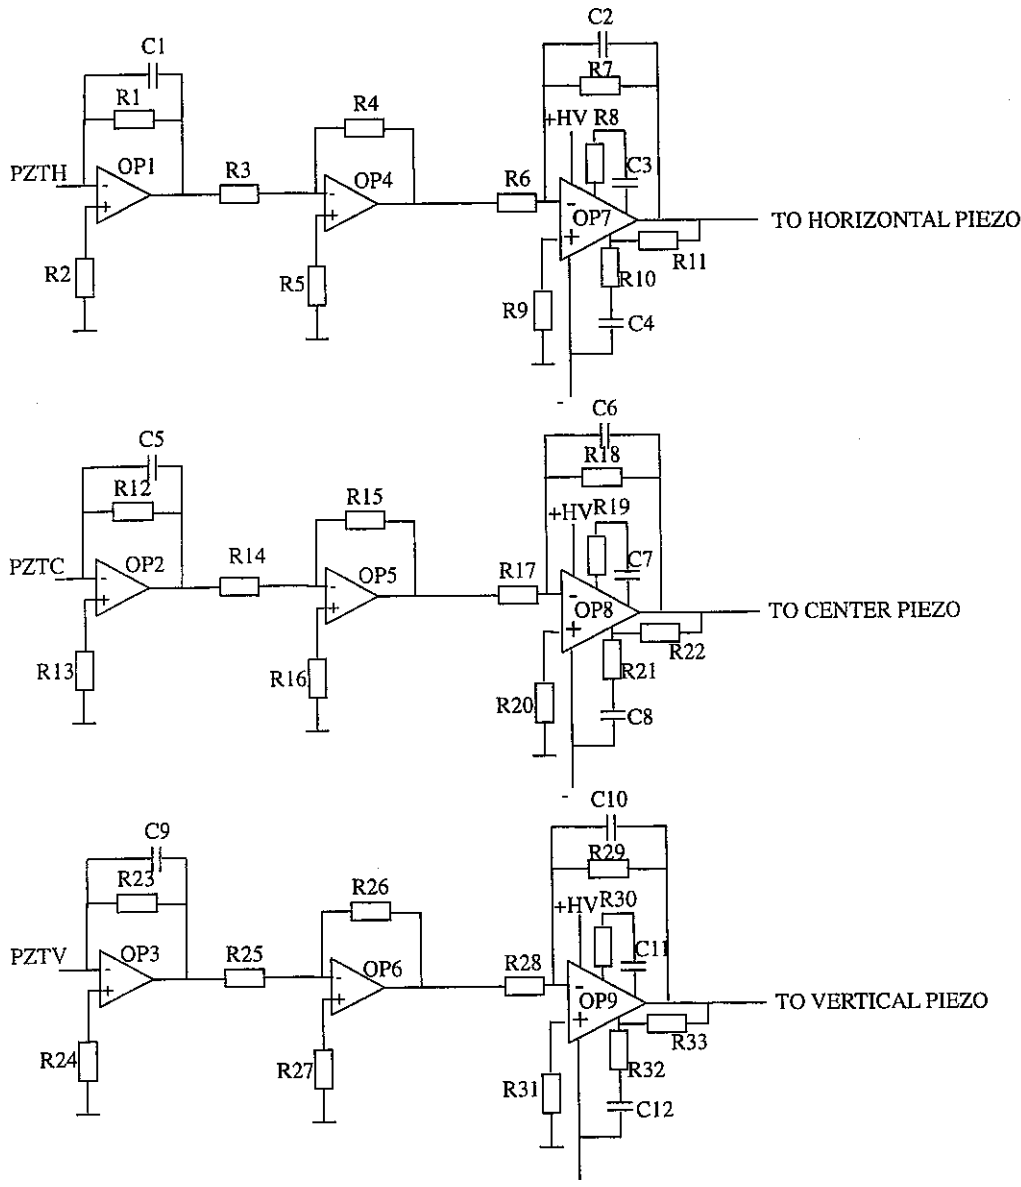 C1
R1
PZTH
-
OP1
+
R2
R3
R4
-
OP4
+
R5
C2
R7
+HV
R8
C3
R6
-
OP7
+
R9
R10
R11
C4
-
TO HORIZONTAL PIEZO
C5
R12
PZTC
-
OP2
+
R13
R14
R15
-
OP5
+
R16
C6
R18
+HV
R19
C7
R17
-
OP8
+
R20
R21
R22
C8
-
TO CENTER PIEZO
C9
R23
PZTV
-
OP3
+
R24
R25
R26
-
OP6
+
R27
C10
R29
+HV
R30
C11
R28
-
OP9
+
R31
R32
R33
C12
TO VERTICAL PIEZO